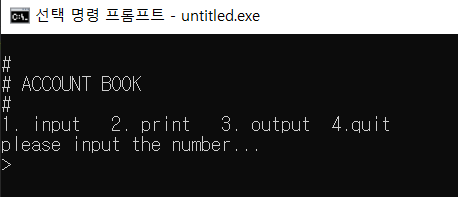 선택 명령 프롬프트 - untitled.exe
#
# ACCOUNT BOOK
#
1. input 2. print 3. output 4.quit
please input the number...
>